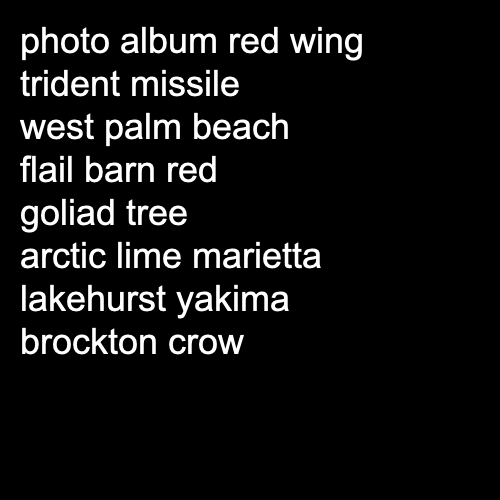 photo album red wing
trident missile
west palm beach
flail barn red
goliad tree
arctic lime marietta
lakehurst yakima
brockton crow